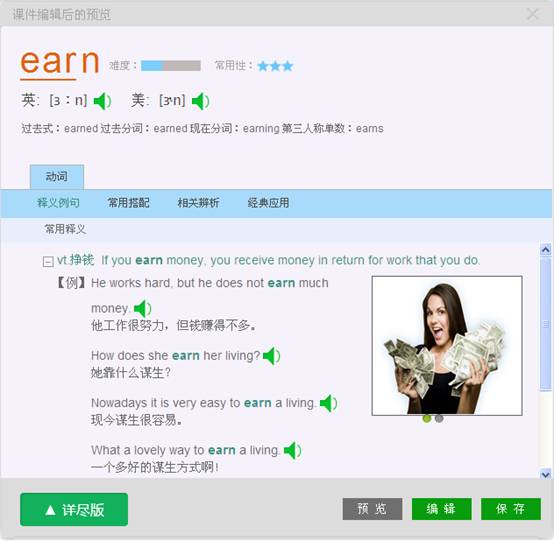 课件编辑后的预览
earn 难度： 常用性：
英: [ɜːn] 美: [ɝn]
过去式：earned 过去分词：earned 现在分词：earning 第三人称单数：earns
动词
释义例句 常用搭配 相关辨析 经典应用
常用释义
vt.挣钱 If you earn money, you receive money in return for work that you do.
【例】He works hard, but he does not earn much
money.
他工作很努力，但钱赚得不多。
How does she earn her living?
她靠什么谋生？
Nowadays it is very easy to earn a living.
现今谋生很容易。
What a lovely way to earn a living.
一个多好的谋生方式啊！
▲ 详尽版 预 览 编 辑 保 存